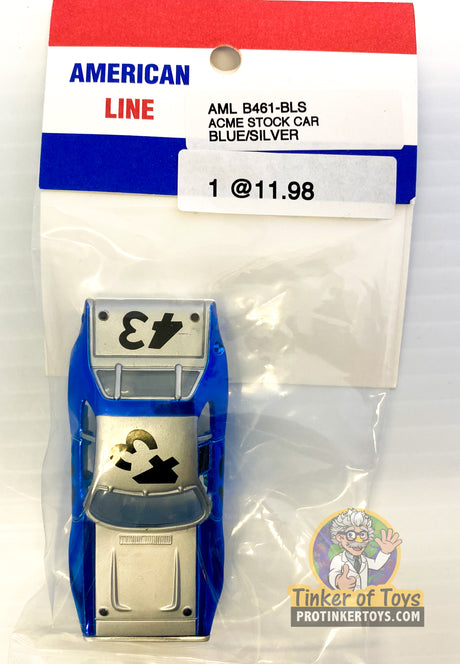 AMERICAN
LINE
AML B461-BLS
ACME STOCK CAR
BLUE/SILVER
1 @11.98
43
43
Tinker of Toys
PROTINKERTOYS.COM